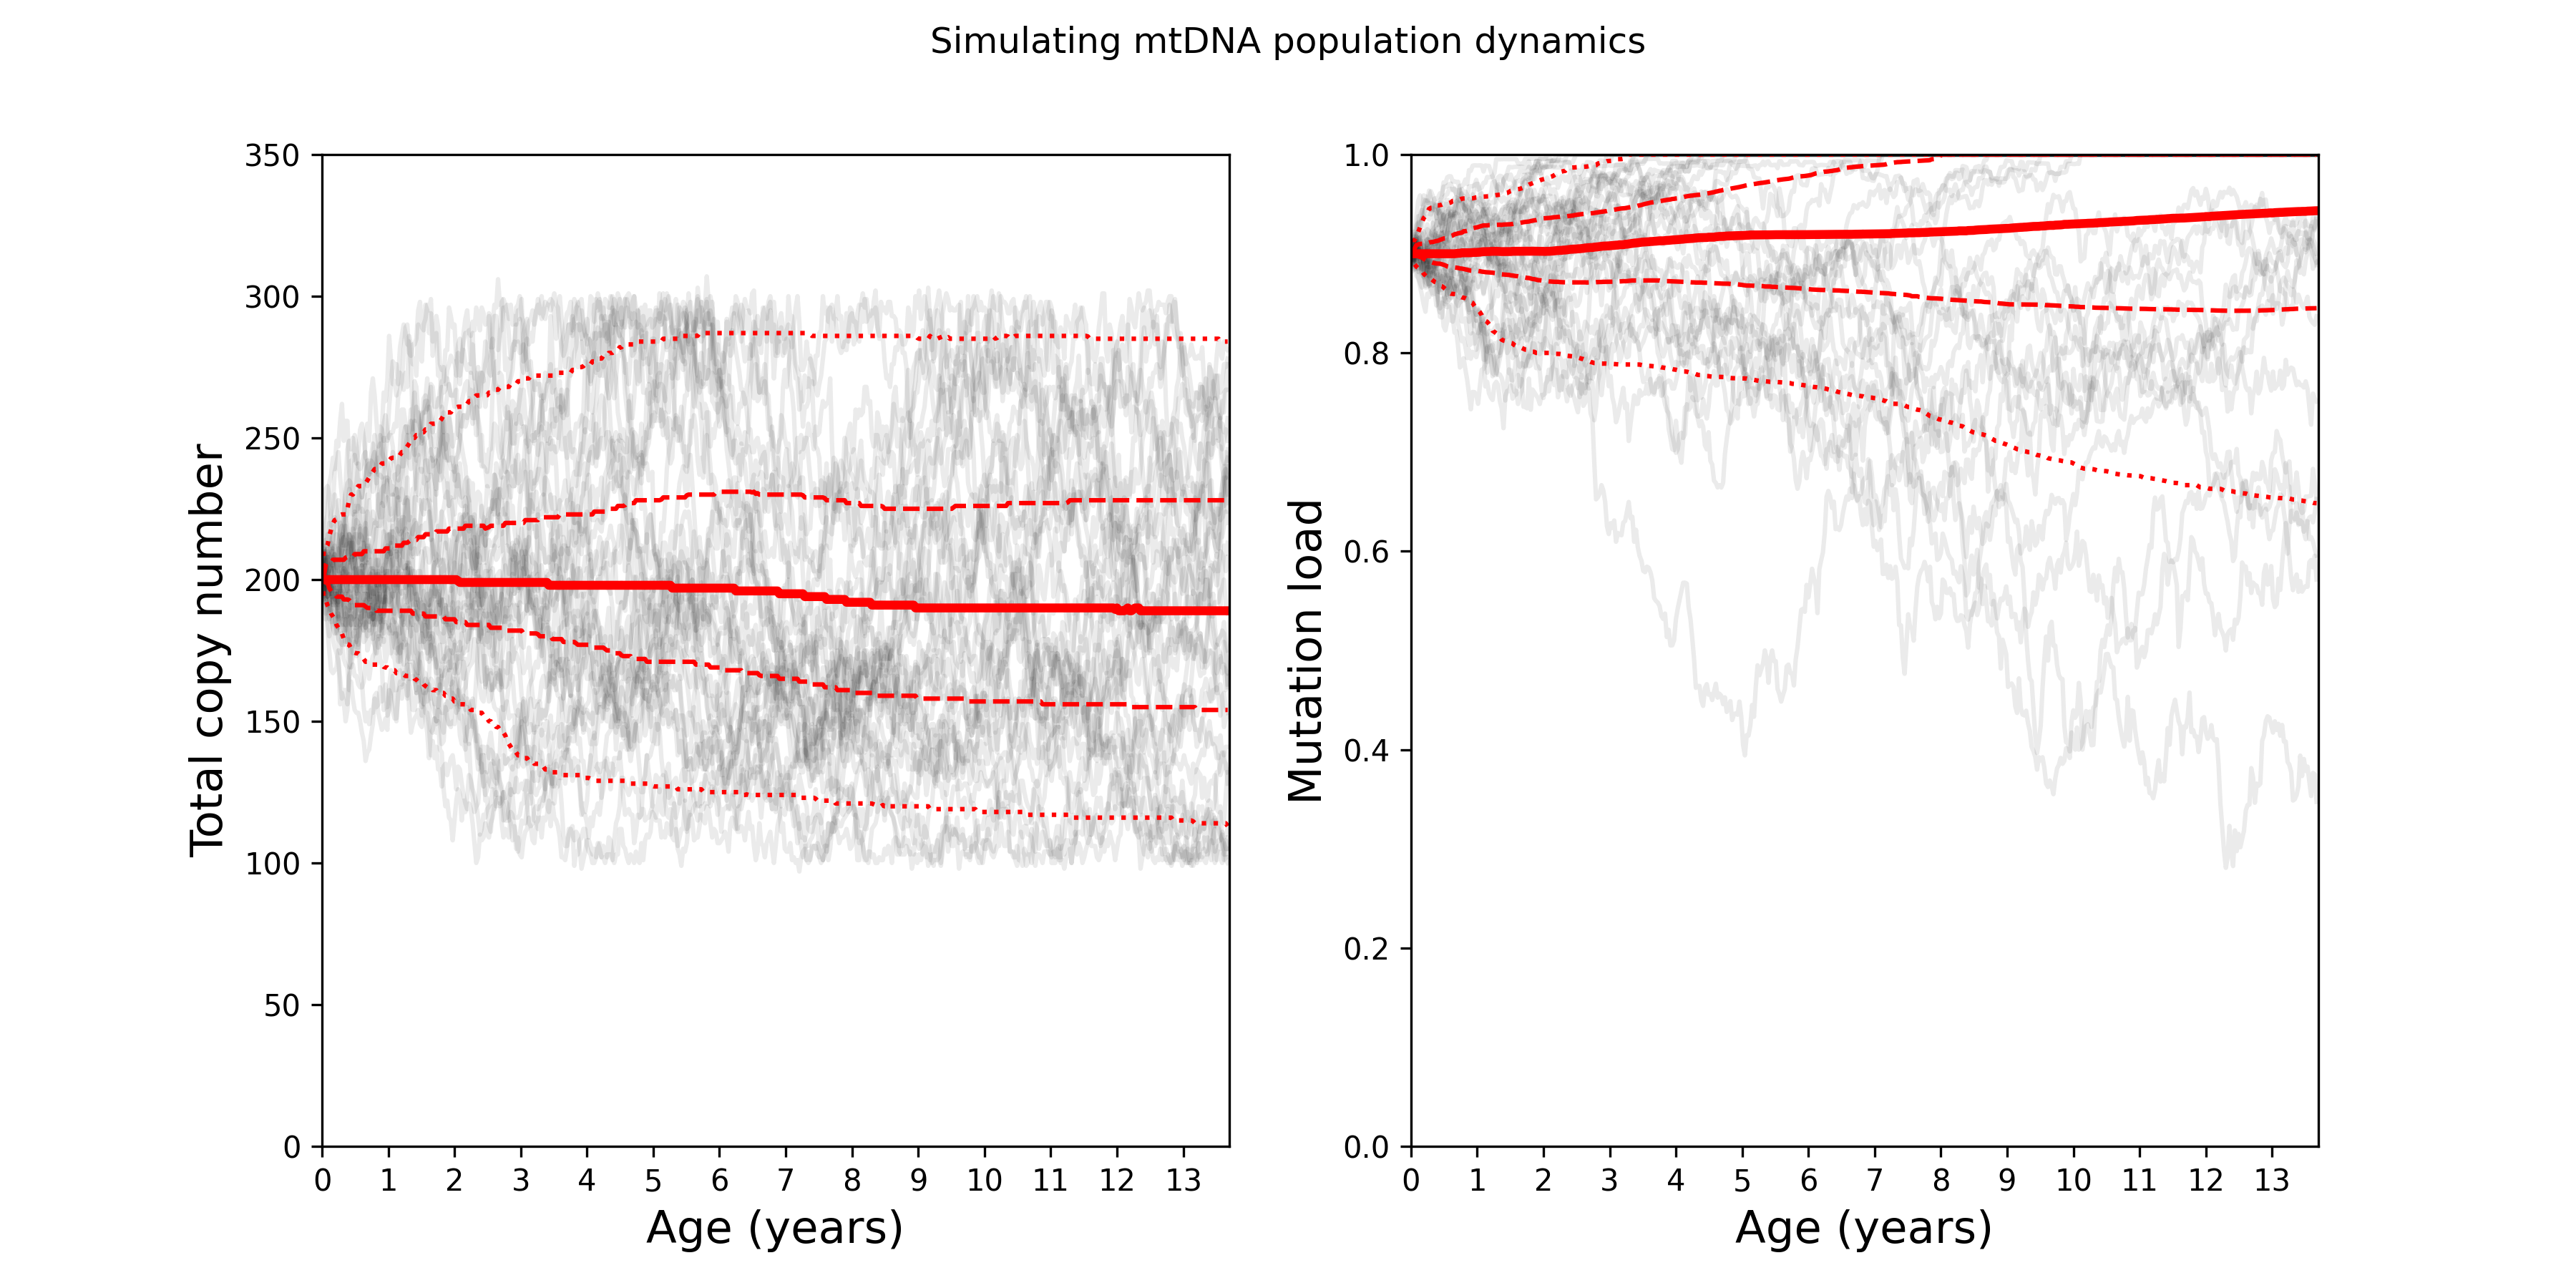 Simulating mtDNA population dynamics
Total copy number
350
300
250
200
150
100
50
0
0 1 2 3 4 5 6 7 8 9 10 11 12 13
Age (years)
Mutation load
1.0
0.8
0.6
0.4
0.2
0.0
0 1 2 3 4 5 6 7 8 9 10 11 12 13
Age (years)